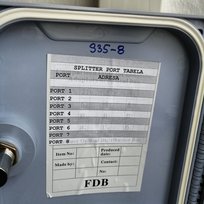 935-8
SPLITTER PORT TABELA
PORT ADRESA
PORT 1
PORT 2
PORT 3
PORT 4
PORT 5
PORT 6
PORT 7
PORT 8
Item No: Produced date:
Made by: Contact:
No:
FDB